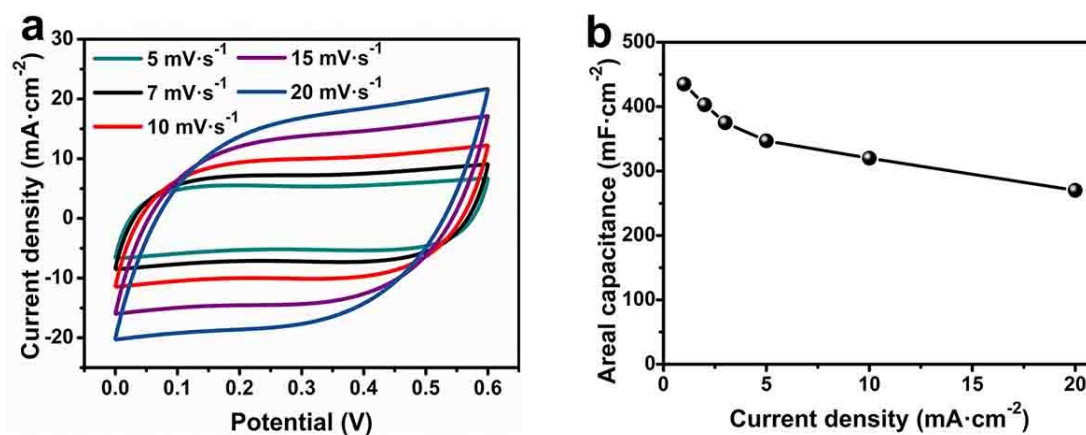 a
30
20
10
0
-10
-20
Current density (mA·cm⁻²)
5 mV·s⁻¹
15 mV·s⁻¹
7 mV·s⁻¹
20 mV·s⁻¹
10 mV·s⁻¹
0.0 0.1 0.2 0.3 0.4 0.5 0.6
Potential (V)
b
500
400
300
200
100
0
Areal capacitance (mF·cm⁻²)
0 5 10 15 20
Current density (mA·cm⁻²)